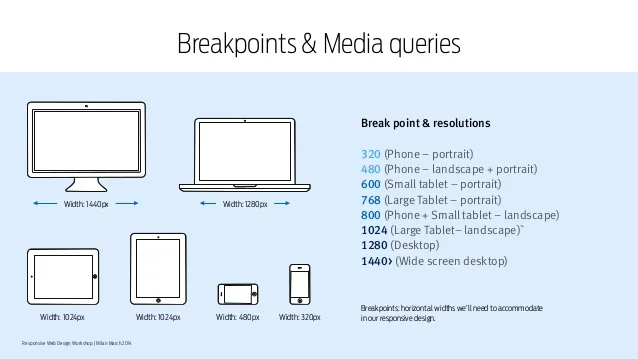 Breakpoints & Media queries
Break point & resolutions
320 (Phone – portrait)
480 (Phone – landscape + portrait)
600 (Small tablet – portrait)
768 (Large Tablet – portrait)
800 (Phone + Small tablet – landscape)
1024 (Large Tablet– landscape)`
1280 (Desktop)
1440> (Wide screen desktop)
Breakpoints: horizontal widths we'll need to accommodate
in our responsive design.
Width: 1440px
Width: 1280px
Width: 1024px
Width: 1024px
Width: 480px
Width: 320px
Responsive Web Design Workshop | Milan March 2014